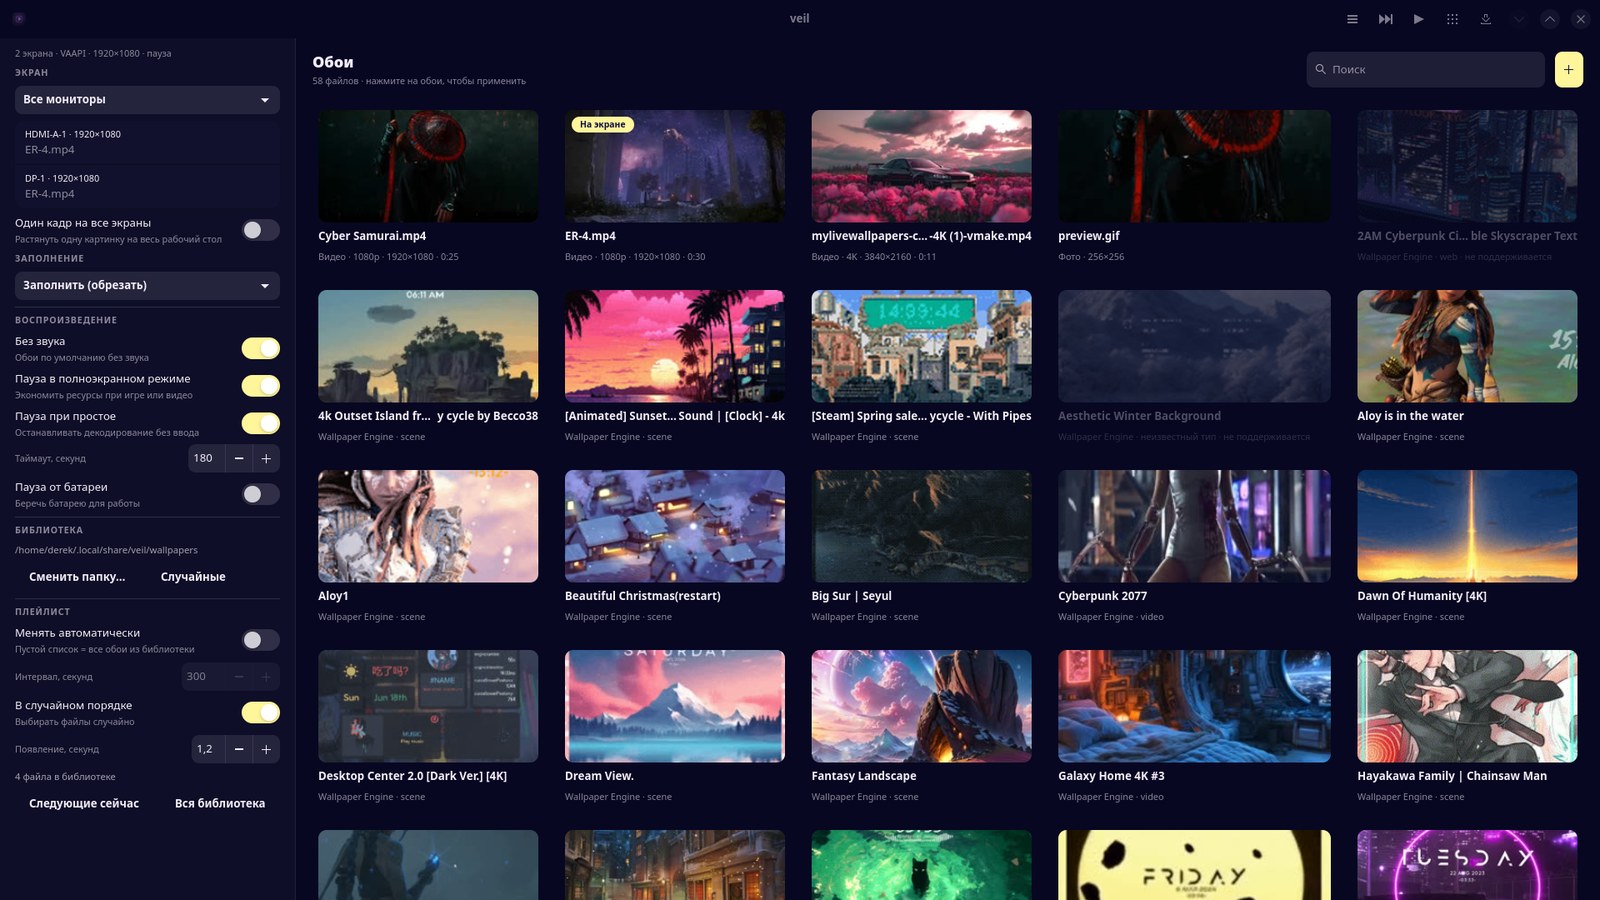 veil
2 экрана · VAAPI · 1920×1080 · пауза
ЭКРАН
Все мониторы
HDMI-A-1 · 1920×1080
ER-4.mp4
DP-1 · 1920×1080
ER-4.mp4
Один кадр на все экраны
Растянуть одну картинку на весь рабочий стол
ЗАПОЛНЕНИЕ
Заполнить (обрезать)
ВОСПРОИЗВЕДЕНИЕ
Без звука
Обои по умолчанию без звука
Пауза в полноэкранном режиме
Экономить ресурсы при игре или видео
Пауза при простое
Останавливать декодирование без ввода
Таймаут, секунд
180
Пауза от батареи
Беречь батарею для работы
БИБЛИОТЕКА
/home/derek/.local/share/veil/wallpapers
Сменить папку...
Случайные
ПЛЕЙЛИСТ
Менять автоматически
Пустой список = все обои из библиотеки
Интервал, секунд
300
В случайном порядке
Выбирать файлы случайно
Появление, секунд
1,2
4 файла в библиотеке
Следующие сейчас
Вся библиотека
Обои
58 файлов · нажмите на обои, чтобы применить
Поиск
На экране
Cyber Samurai.mp4
Видео · 1080p · 1920×1080 · 0:25
ER-4.mp4
Видео · 1080p · 1920×1080 · 0:30
mylivewallpapers-c... -4K (1)-vmake.mp4
Видео · 4K · 3840×2160 · 0:11
preview.gif
Фото · 256×256
2AM Cyberpunk Ci... ble Skyscraper Text
Wallpaper Engine · web · не поддерживается
06:11 AM
14:99:44
4k Outset Island fr... y cycle by Becco38
Wallpaper Engine · scene
[Animated] Sunset... Sound | [Clock] - 4k
Wallpaper Engine · scene
[Steam] Spring sale... ycycle - With Pipes
Wallpaper Engine · scene
Aesthetic Winter Background
Wallpaper Engine · неизвестный тип · не поддерживается
Aloy is in the water
Wallpaper Engine · scene
Aloy1
Wallpaper Engine · scene
Beautiful Christmas(restart)
Wallpaper Engine · scene
Big Sur | Seyul
Wallpaper Engine · scene
Cyberpunk 2077
Wallpaper Engine · video
Dawn Of Humanity [4K]
Wallpaper Engine · scene
吃了吗?
#NAME
Sun
Jun 18th
MUSIC
SATURDAY
Desktop Center 2.0 [Dark Ver.] [4K]
Wallpaper Engine · scene
Dream View.
Wallpaper Engine · scene
Fantasy Landscape
Wallpaper Engine · scene
Galaxy Home 4K #3
Wallpaper Engine · video
Hayakawa Family | Chainsaw Man
Wallpaper Engine · scene
FRIDAY
TUESDAY